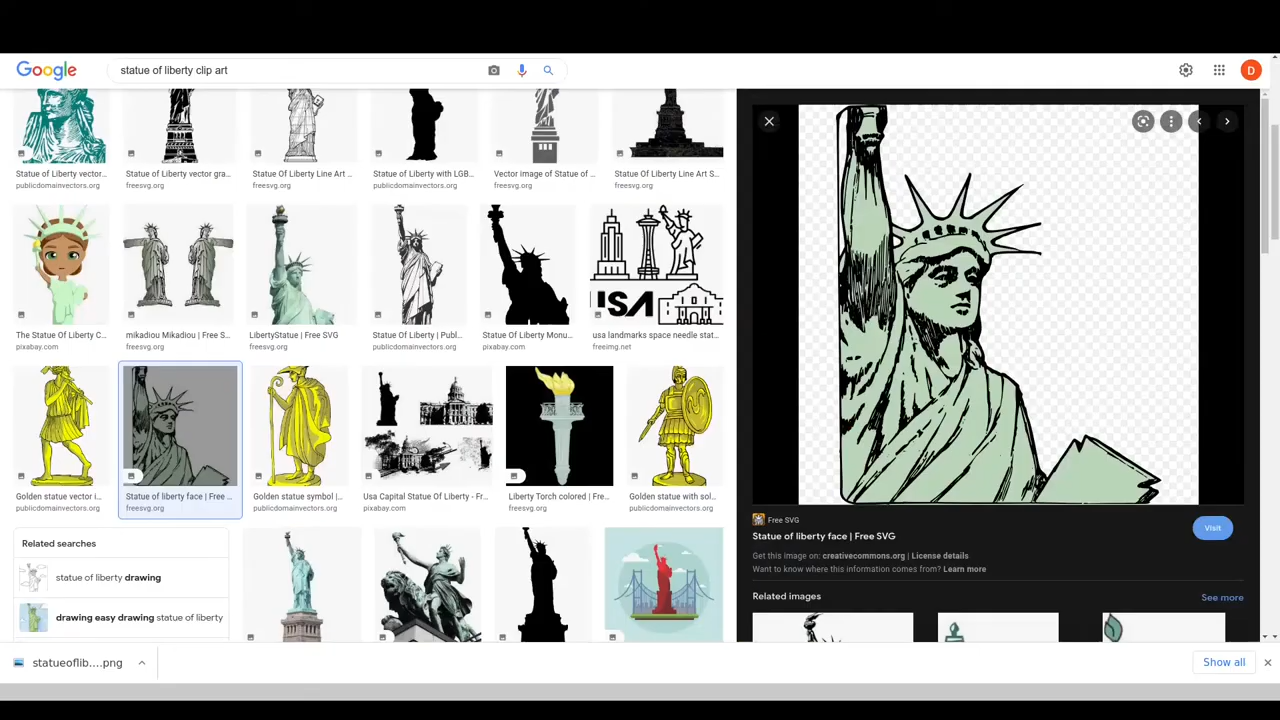 Google
statue of liberty clip art
D
Statue of Liberty vector...
publicdomainvectors.org
Statue of Liberty vector gra...
freesvg.org
Statue Of Liberty Line Art ...
freesvg.org
Statue of Liberty with LGB...
publicdomainvectors.org
Vector image of Statue of ...
freesvg.org
Statue Of Liberty Line Art S...
freesvg.org
USA
The Statue Of Liberty C...
pixabay.com
mikadiou Mikadiou | Free S...
freesvg.org
LibertyStatue | Free SVG
freesvg.org
Statue Of Liberty | Publ...
publicdomainvectors.org
Statue Of Liberty Monu...
pixabay.com
usa landmarks space needle stat...
freeimg.net
Golden statue vector i...
publicdomainvectors.org
Statue of liberty face | Free ...
freesvg.org
Golden statue symbol |...
publicdomainvectors.org
Usa Capital Statue Of Liberty - Fr...
pixabay.com
Liberty Torch colored | Fre...
freesvg.org
Golden statue with sol...
publicdomainvectors.org
Related searches
statue of liberty drawing
drawing easy drawing statue of liberty
Free SVG
Statue of liberty face | Free SVG
Visit
Get this image on: creativecommons.org | License details
Want to know where this information comes from? Learn more
Related images
See more
statueoflib....png
Show all